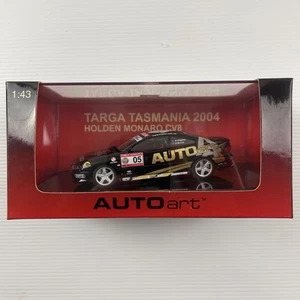 1:43
TARGA TASMANIA 2004
HOLDEN MONARO CV8
AUTO
05
AUTOart